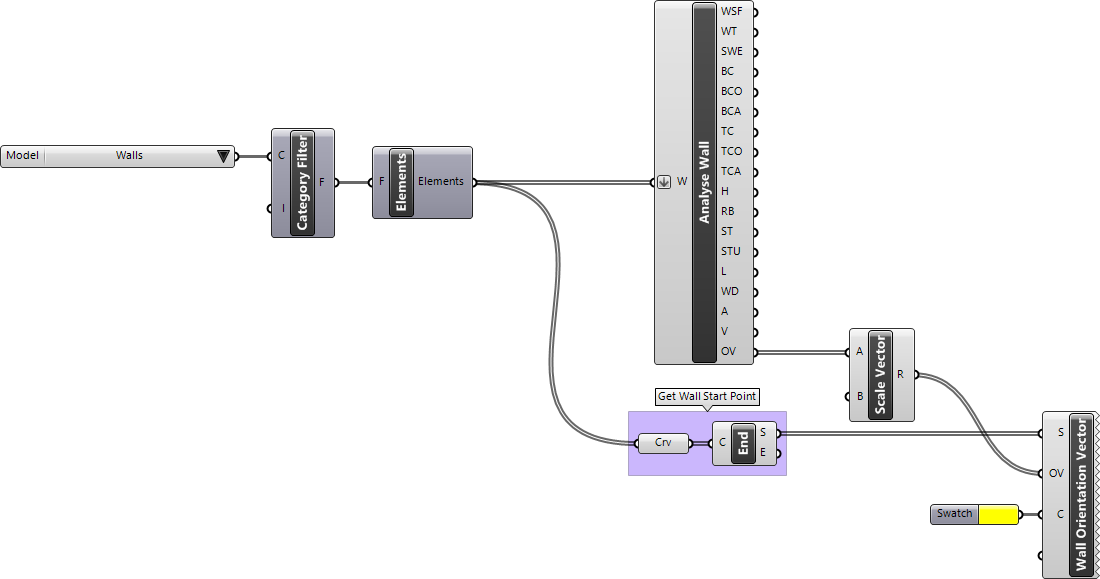 Model Walls
C
I
Category Filter
F
F
Elements
Elements
W
Analyse Wall
WSF
WT
SWE
BC
BCO
BCA
TC
TCO
TCA
H
RB
ST
STU
L
WD
A
V
OV
A
B
Scale Vector
R
Get Wall Start Point
Crv
C
End
S
E
Swatch
S
OV
C
Wall Orientation Vector